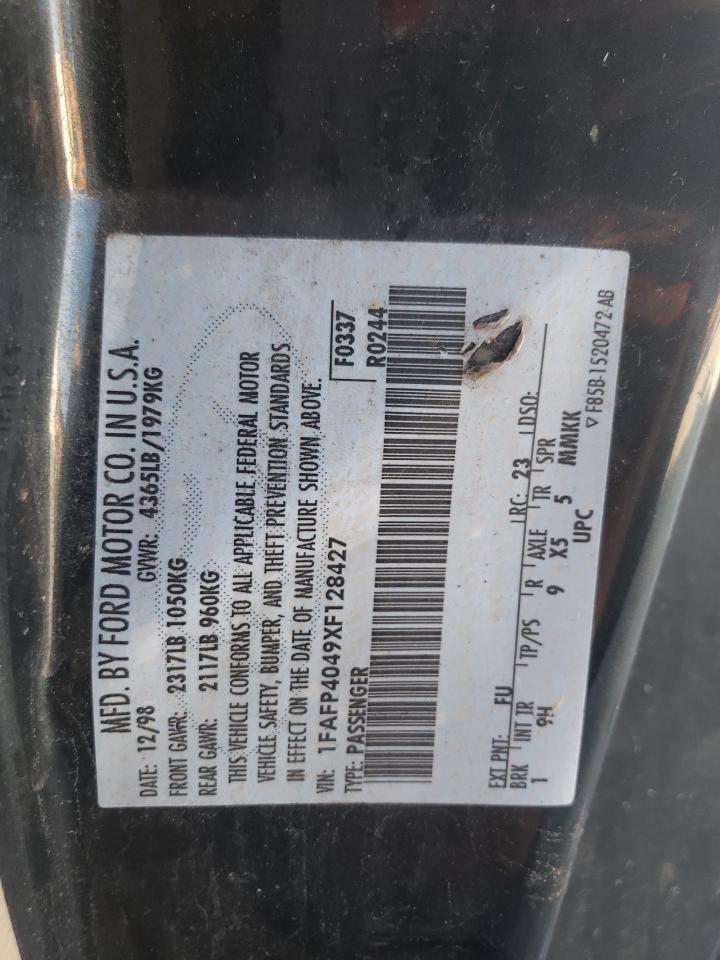 MFD. BY FORD MOTOR CO. IN U.S.A.
DATE: 12/98 GVWR: 4365LB/1979KG
FRONT GAWR: 2317LB 1050KG
REAR GAWR: 2117LB 960KG
THIS VEHICLE CONFORMS TO ALL APPLICABLE FEDERAL MOTOR
VEHICLE SAFETY, BUMPER, AND THEFT PREVENTION STANDARDS
IN EFFECT ON THE DATE OF MANUFACTURE SHOWN ABOVE.
VIN: 1FAFP4049XF128427 F0337
TYPE: PASSENGER R0244
EXT PNT: FU RC: 23 DSO:
BRK INT TR TP/PS R AXLE TR SPR
1 9H 9 X5 5 MMKK
UPC
▽ F85B-1520472-AB